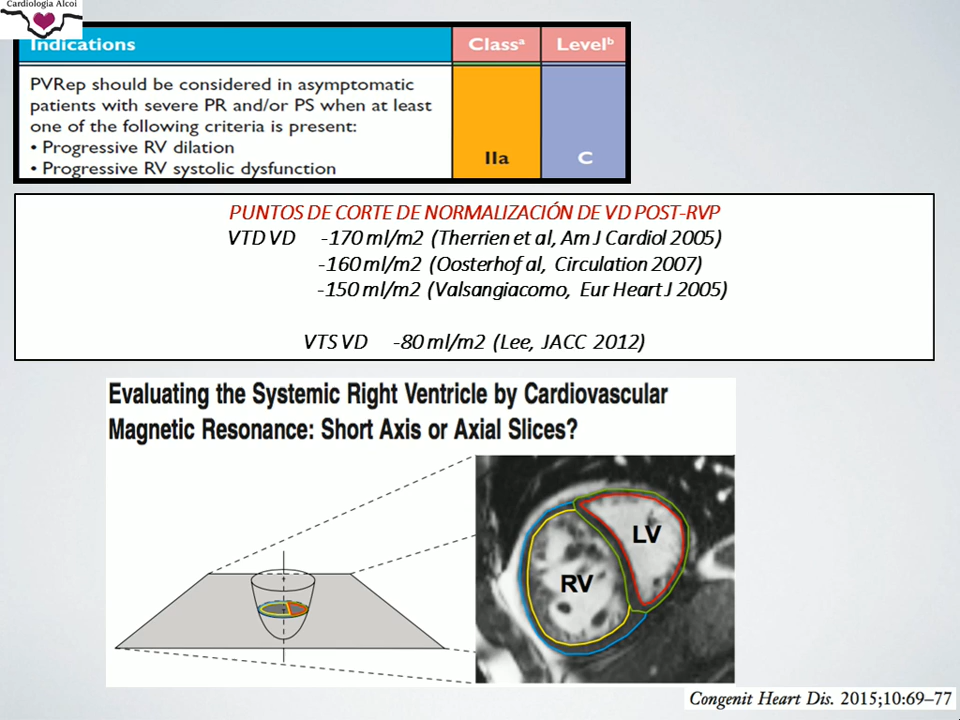 Cardiología Alcoi
Indications Classᵃ Levelᵇ
PVRep should be considered in asymptomatic
patients with severe PR and/or PS when at least
one of the following criteria is present:
• Progressive RV dilation
• Progressive RV systolic dysfunction
IIa C
PUNTOS DE CORTE DE NORMALIZACIÓN DE VD POST-RVP
VTD VD -170 ml/m2 (Therrien et al, Am J Cardiol 2005)
-160 ml/m2 (Oosterhof al, Circulation 2007)
-150 ml/m2 (Valsangiacomo, Eur Heart J 2005)
VTS VD -80 ml/m2 (Lee, JACC 2012)
Evaluating the Systemic Right Ventricle by Cardiovascular
Magnetic Resonance: Short Axis or Axial Slices?
LV
RV
Congenit Heart Dis. 2015;10:69–77